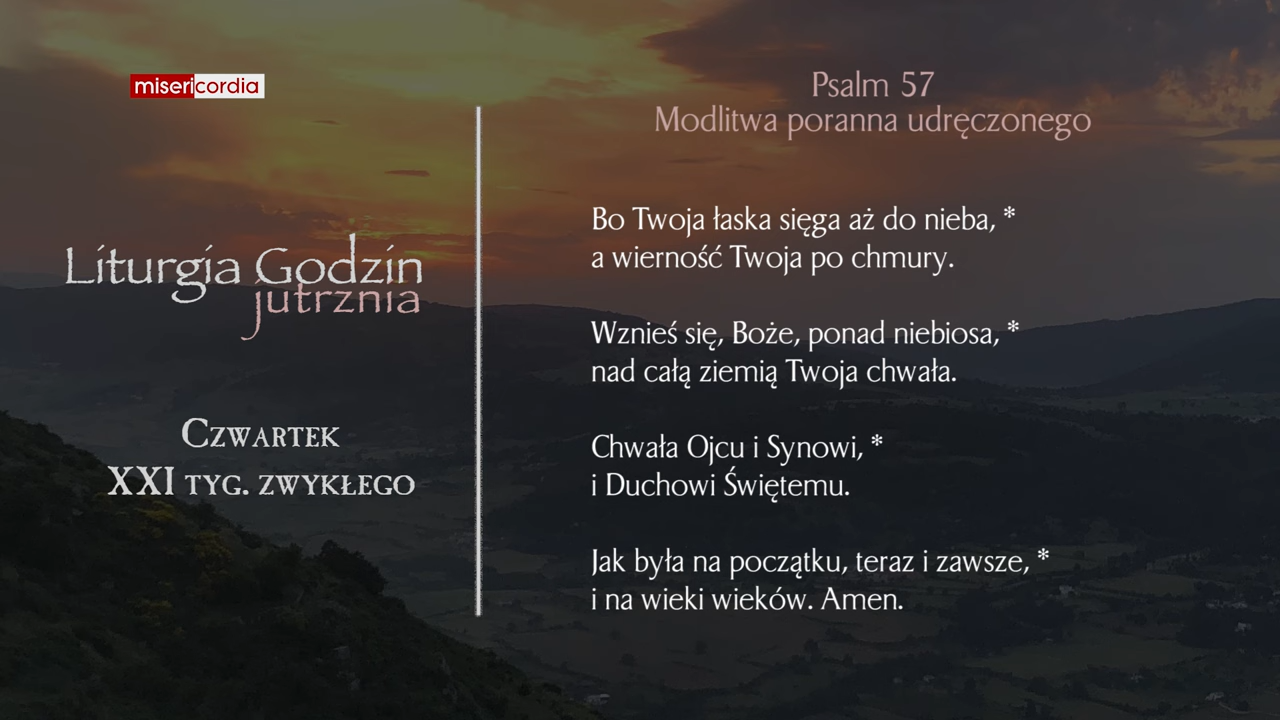 misericordia
Liturgia Godzin
jutrznia
Czwartek
XXI tyg. zwykłego
Psalm 57
Modlitwa poranna udręczonego
Bo Twoja łaska sięga aż do nieba, *
a wierność Twoja po chmury.
Wznieś się, Boże, ponad niebiosa, *
nad całą ziemią Twoja chwała.
Chwała Ojcu i Synowi, *
i Duchowi Świętemu.
Jak była na początku, teraz i zawsze, *
i na wieki wieków. Amen.